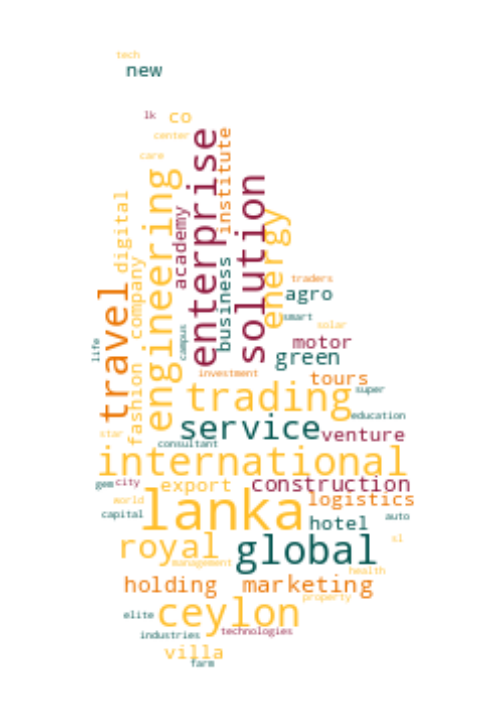 tech
new
lk
co
center
care
enterprise
institute
engineering
solution
digital
academy
energy
company
business
travel
traders
agro
smart
solar
campus
life
motor
green
investment
tours
trading
super
fashion
education
service
venture
star
consultant
international
construction
gem
city
export
world
logistics
lanka
capital
auto
hotel
royal
global
sl
management
health
holding
marketing
property
ceylon
elite
technologies
industries
villa
farm